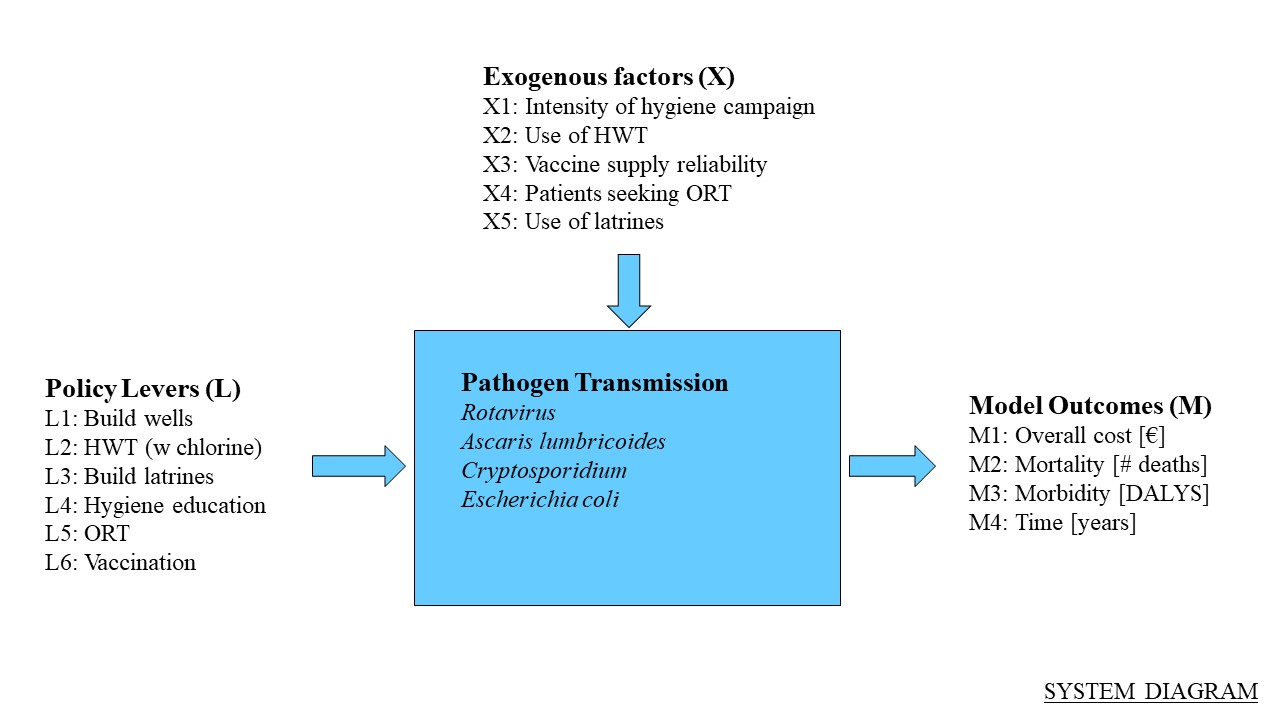 Exogenous factors (X)
X1: Intensity of hygiene campaign
X2: Use of HWT
X3: Vaccine supply reliability
X4: Patients seeking ORT
X5: Use of latrines
Policy Levers (L)
L1: Build wells
L2: HWT (w chlorine)
L3: Build latrines
L4: Hygiene education
L5: ORT
L6: Vaccination
Pathogen Transmission
Rotavirus
Ascaris lumbricoides
Cryptosporidium
Escherichia coli
Model Outcomes (M)
M1: Overall cost [€]
M2: Mortality [# deaths]
M3: Morbidity [DALYS]
M4: Time [years]
SYSTEM DIAGRAM